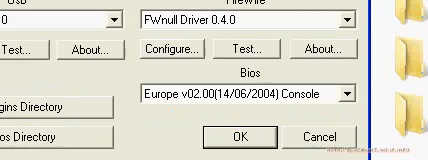 Usb FireWire
0 FWnull Driver 0.4.0
Test... About... Configure... Test... About...
Bios
Europe v02.00(14/06/2004) Console
gins Directory
os Directory OK Cancel